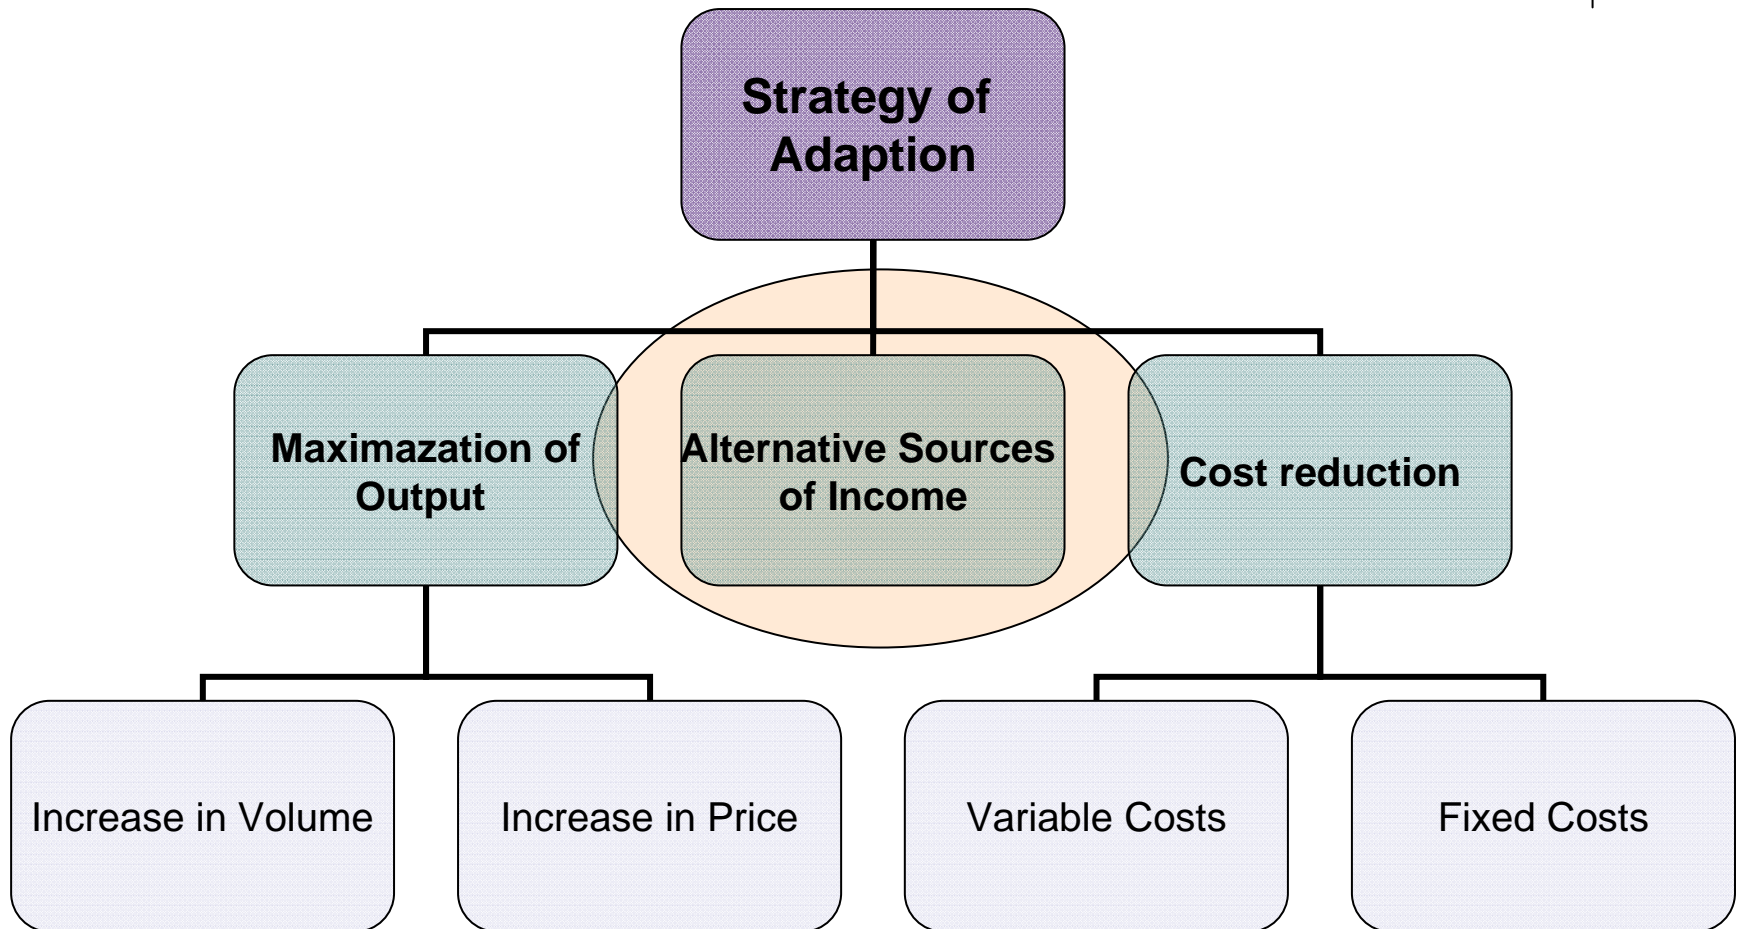 Strategy of
Adaption
Maximazation of
Output
Alternative Sources
of Income
Cost reduction
Increase in Volume
Increase in Price
Variable Costs
Fixed Costs